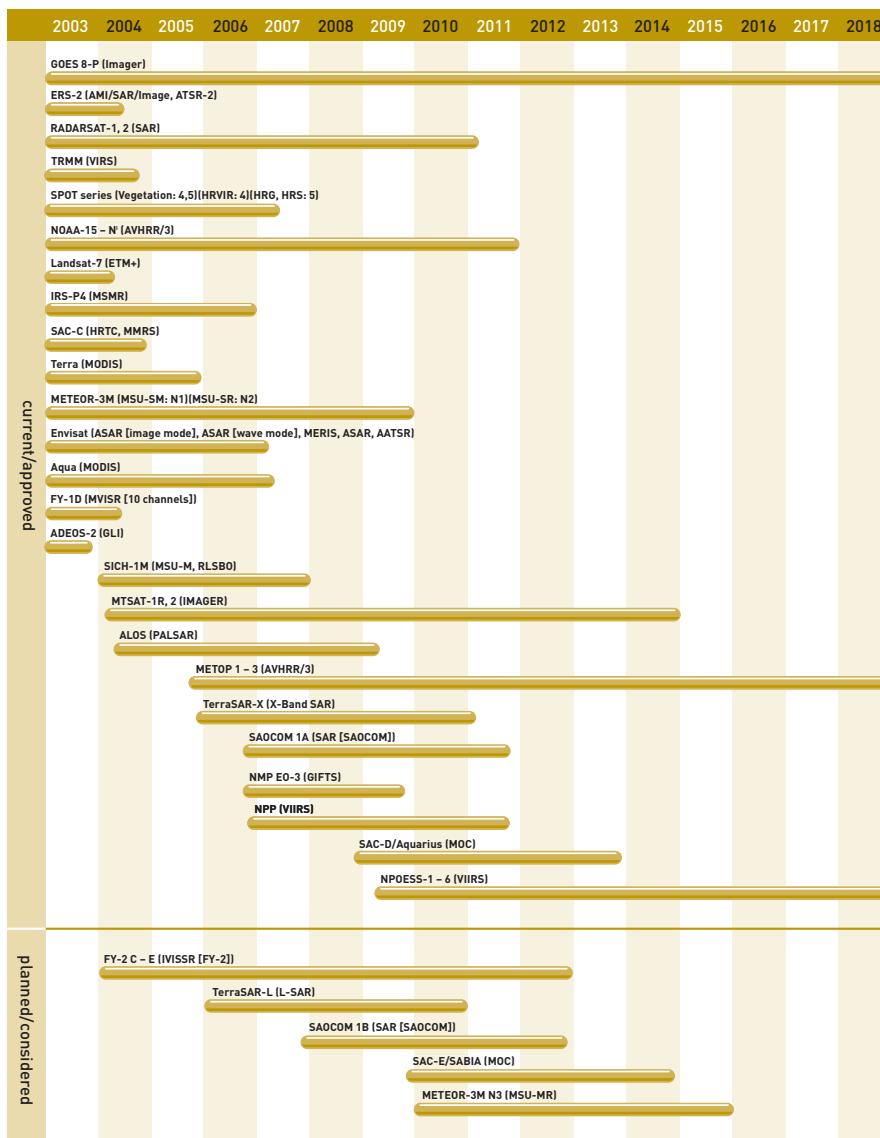 2003 2004 2005 2006 2007 2008 2009 2010 2011 2012 2013 2014 2015 2016 2017 2018
current/approved
GOES 8-P (Imager)
ERS-2 (AMI/SAR/Image, ATSR-2)
RADARSAT-1, 2 (SAR)
TRMM (VIRS)
SPOT series (Vegetation: 4,5)(HRVIR: 4)(HRG, HRS: 5)
NOAA-15 – N' (AVHRR/3)
Landsat-7 (ETM+)
IRS-P4 (MSMR)
SAC-C (HRTC, MMRS)
Terra (MODIS)
METEOR-3M (MSU-SM: N1)(MSU-SR: N2)
Envisat (ASAR [image mode], ASAR [wave mode], MERIS, ASAR, AATSR)
Aqua (MODIS)
FY-1D (MVISR [10 channels])
ADEOS-2 (GLI)
SICH-1M (MSU-M, RLSBO)
MTSAT-1R, 2 (IMAGER)
ALOS (PALSAR)
METOP 1 – 3 (AVHRR/3)
TerraSAR-X (X-Band SAR)
SAOCOM 1A (SAR [SAOCOM])
NMP EO-3 (GIFTS)
NPP (VIIRS)
SAC-D/Aquarius (MOC)
NPOESS-1 – 6 (VIIRS)
planned/considered
FY-2 C – E (IVISSR [FY-2])
TerraSAR-L (L-SAR)
SAOCOM 1B (SAR [SAOCOM])
SAC-E/SABIA (MOC)
METEOR-3M N3 (MSU-MR)